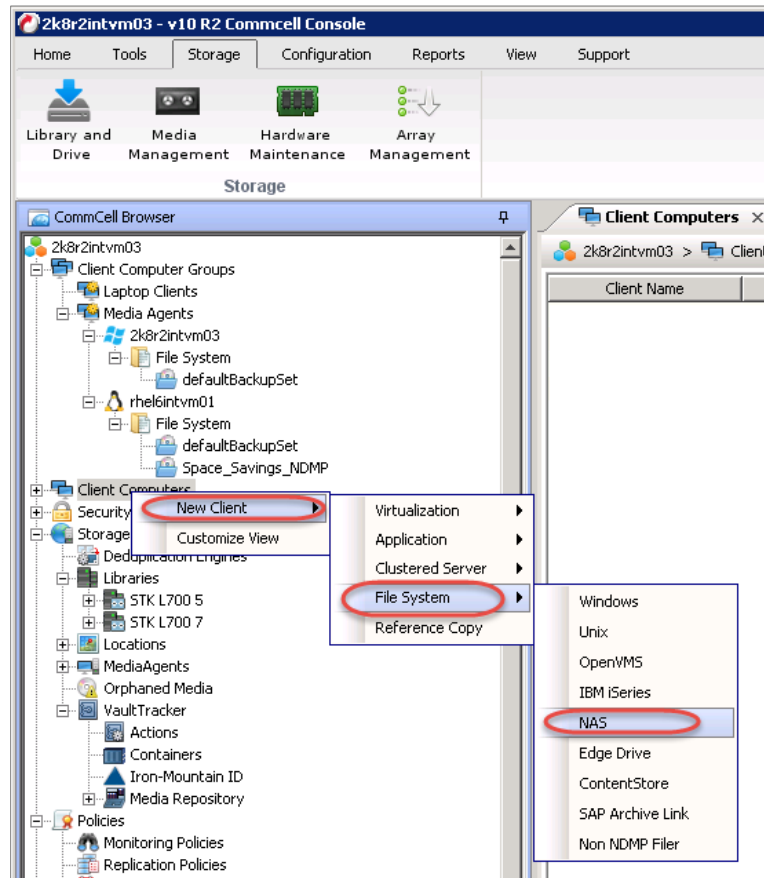 2k8r2intvm03 - v10 R2 Commcell Console
Home Tools Storage Configuration Reports View Support
Library and Drive
Media Management
Hardware Maintenance
Array Management
Storage
CommCell Browser
2k8r2intvm03
Client Computer Groups
Laptop Clients
Media Agents
2k8r2intvm03
File System
defaultBackupSet
rhel6intvm01
File System
defaultBackupSet
Space_Savings_NDMP
Client Computers
Security
Storage
Deduplication Engines
Libraries
STK L700 5
STK L700 7
Locations
MediaAgents
Orphaned Media
VaultTracker
Actions
Containers
Iron-Mountain ID
Media Repository
Policies
Monitoring Policies
Replication Policies
New Client
Customize View
Virtualization
Application
Clustered Server
File System
Reference Copy
Windows
Unix
OpenVMS
IBM iSeries
NAS
Edge Drive
ContentStore
SAP Archive Link
Non NDMP Filer
Client Computers
2k8r2intvm03 > Client
Client Name